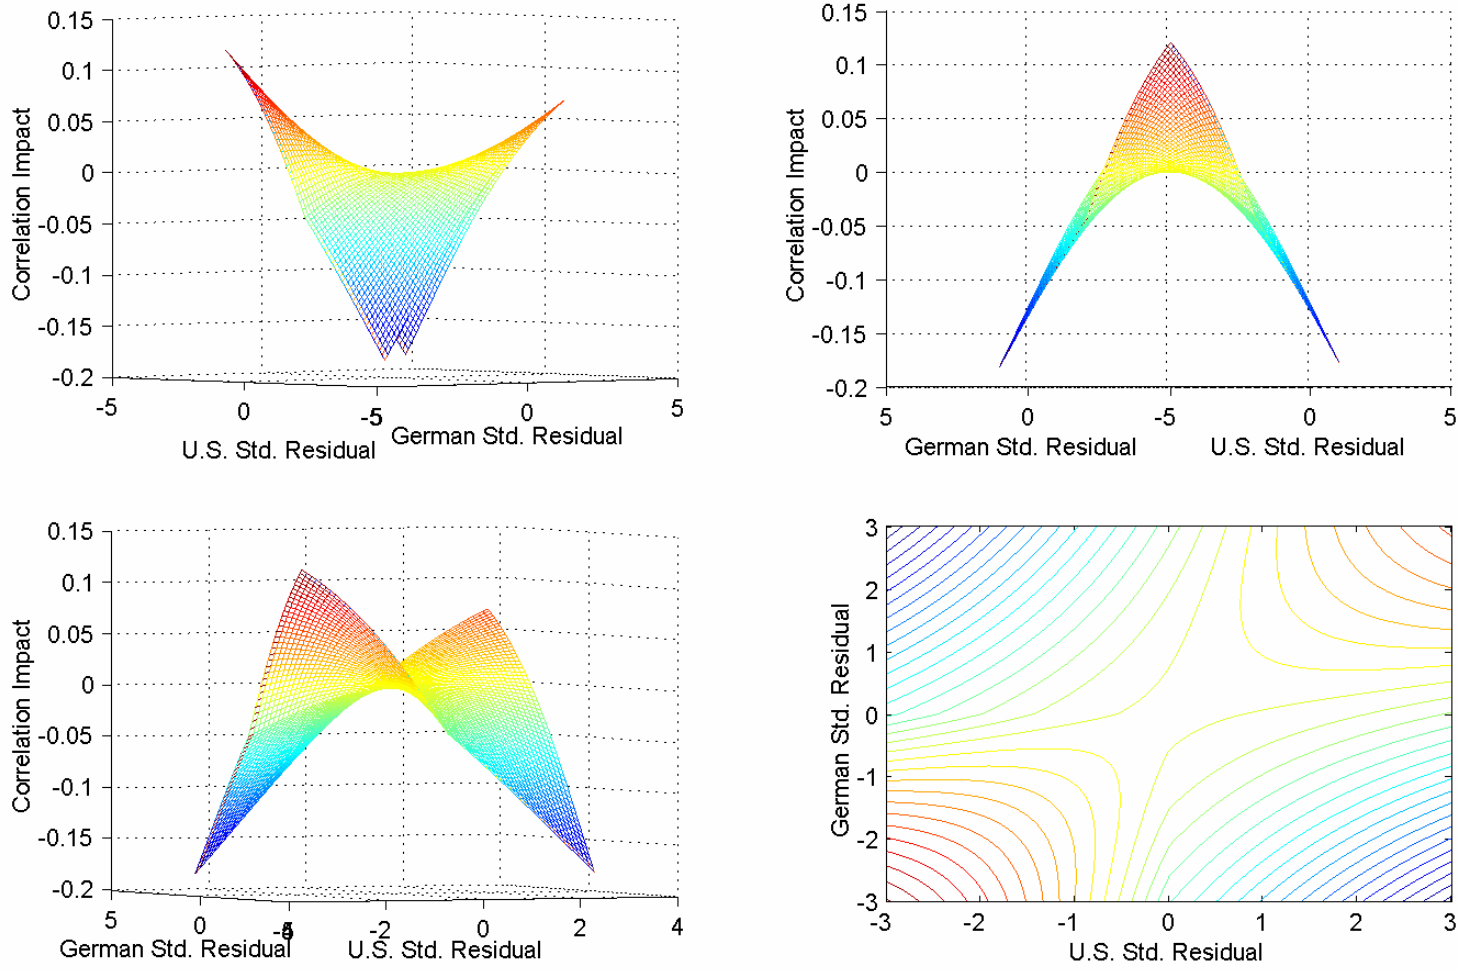 0.15
0.1
0.05
0
-0.05
-0.1
-0.15
-0.2
Correlation Impact
-5 0 -5 0 5
U.S. Std. Residual German Std. Residual
0.15
0.1
0.05
0
-0.05
-0.1
-0.15
-0.2
Correlation Impact
5 0 -5 0 5
German Std. Residual U.S. Std. Residual
0.15
0.1
0.05
0
-0.05
-0.1
-0.15
-0.2
Correlation Impact
5 0 -2 0 2 4
German Std. Residual U.S. Std. Residual
3
2
1
0
-1
-2
-3
German Std. Residual
-3 -2 -1 0 1 2 3
U.S. Std. Residual